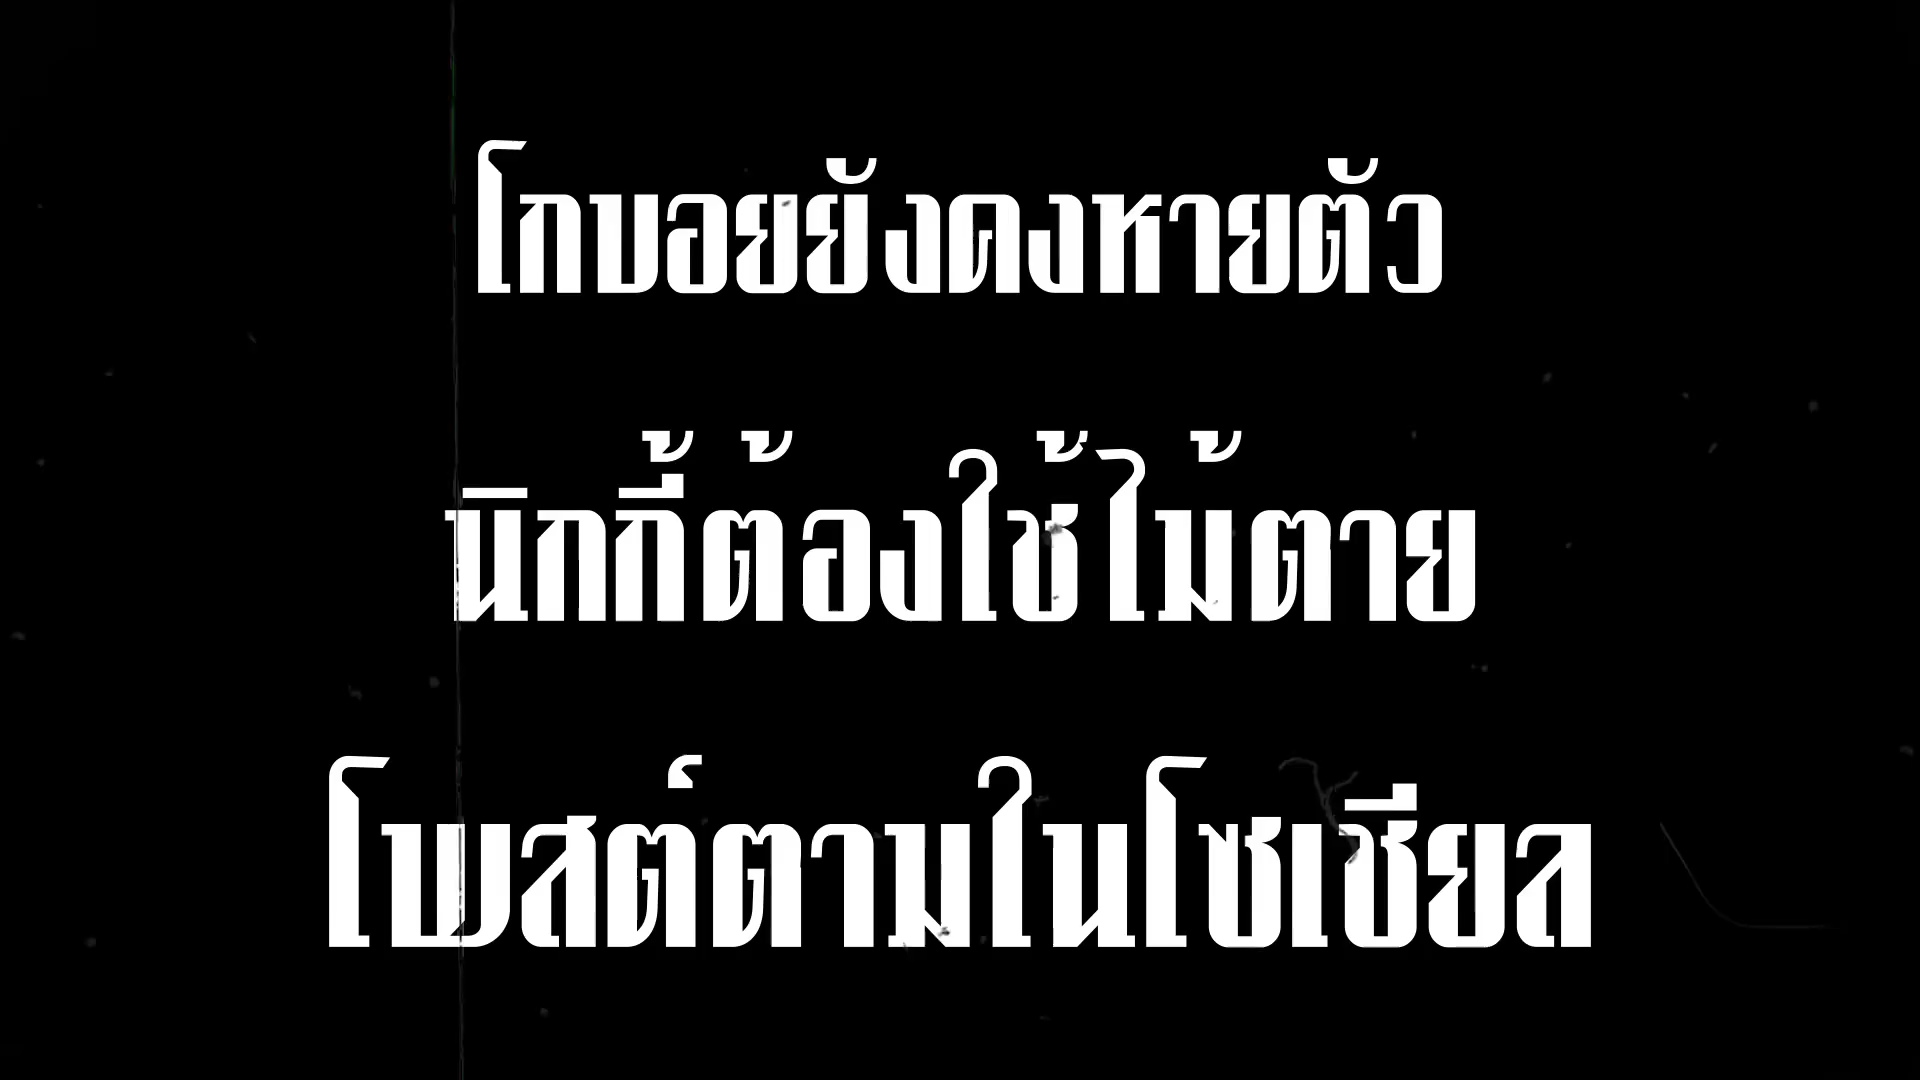 โกบอยยังคงหายตัว
นิกกี้ต้องใช้ไม้ตาย
โพสต์ตามในโซเชียล